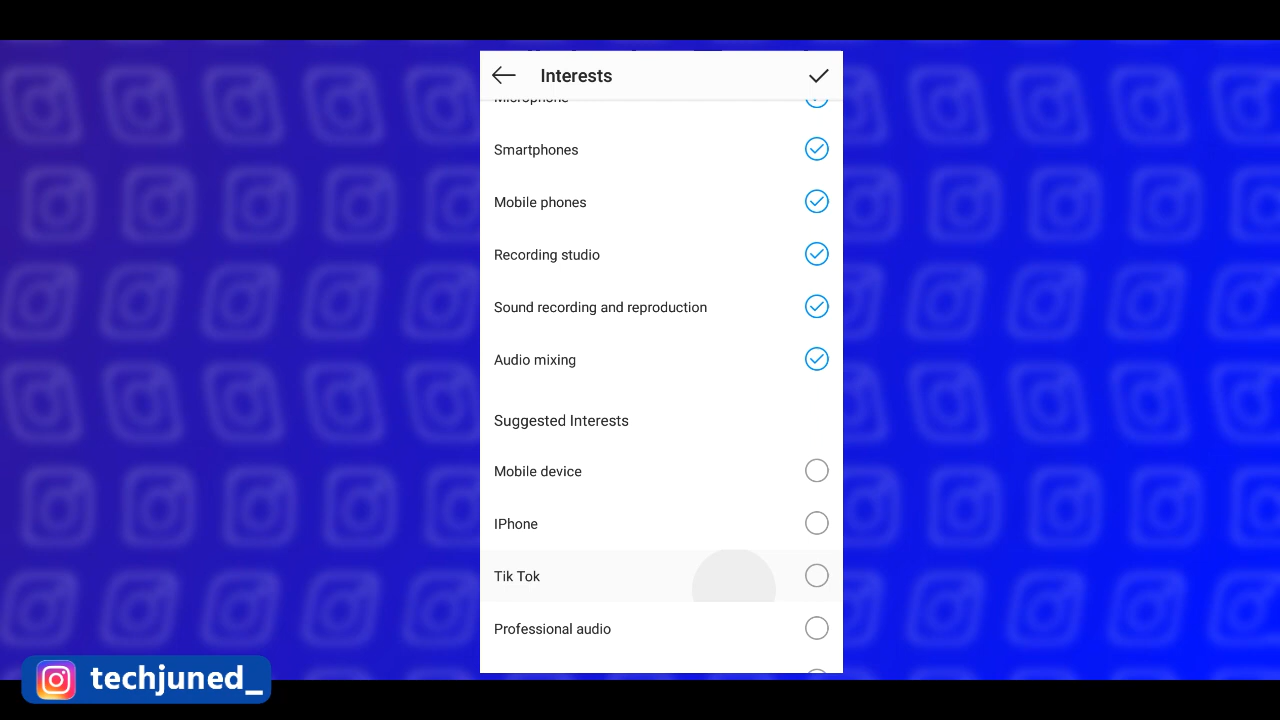 Interests
Microphone
Smartphones
Mobile phones
Recording studio
Sound recording and reproduction
Audio mixing
Suggested Interests
Mobile device
IPhone
Tik Tok
Professional audio
techjuned_